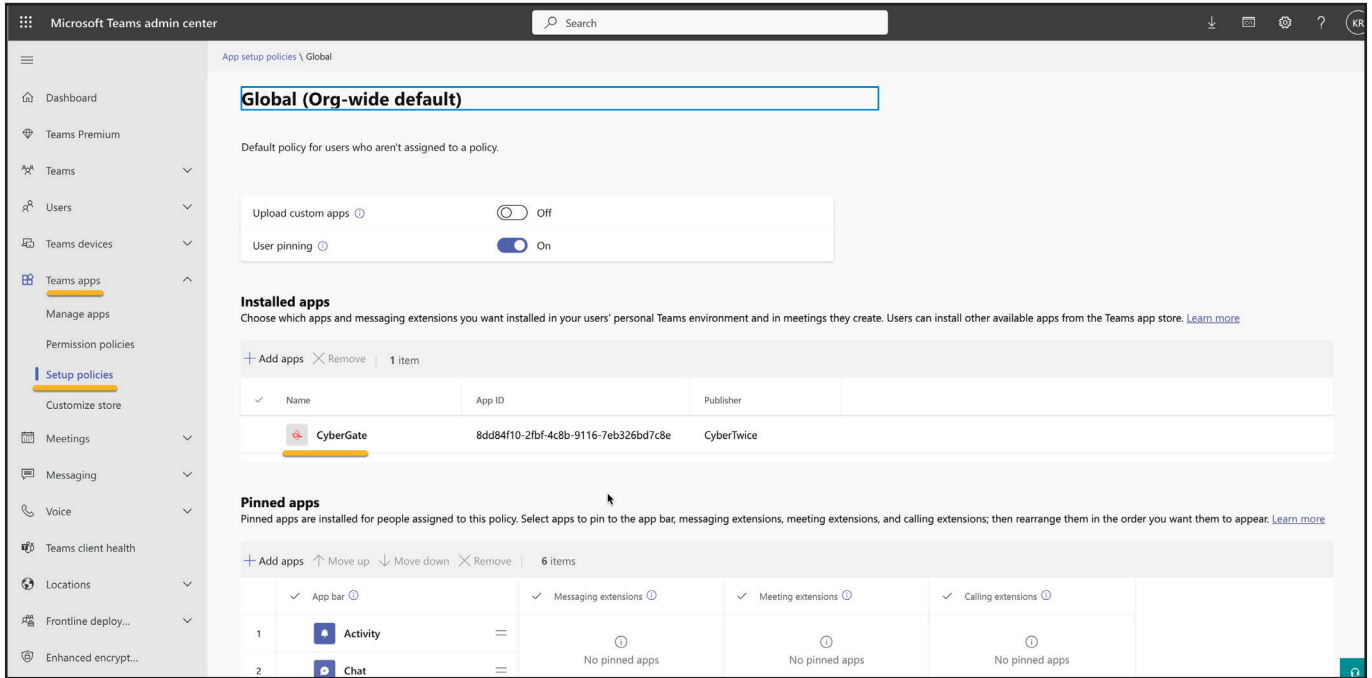 Microsoft Teams admin center
Search
KR
App setup policies \ Global
Dashboard
Teams Premium
Teams
Users
Teams devices
Teams apps
Manage apps
Permission policies
Setup policies
Customize store
Meetings
Messaging
Voice
Teams client health
Locations
Frontline deploy...
Enhanced encrypt...
Global (Org-wide default)
Default policy for users who aren't assigned to a policy.
Upload custom apps Off
User pinning On
Installed apps
Choose which apps and messaging extensions you want installed in your users' personal Teams environment and in meetings they create. Users can install other available apps from the Teams app store. Learn more
Add apps Remove | 1 item
Name App ID Publisher
CyberGate 8dd84f10-2fbf-4c8b-9116-7eb326bd7c8e CyberTwice
Pinned apps
Pinned apps are installed for people assigned to this policy. Select apps to pin to the app bar, messaging extensions, meeting extensions, and calling extensions; then rearrange them in the order you want them to appear. Learn more
Add apps Move up Move down Remove | 6 items
App bar Messaging extensions Meeting extensions Calling extensions
1 Activity
No pinned apps No pinned apps No pinned apps
2 Chat